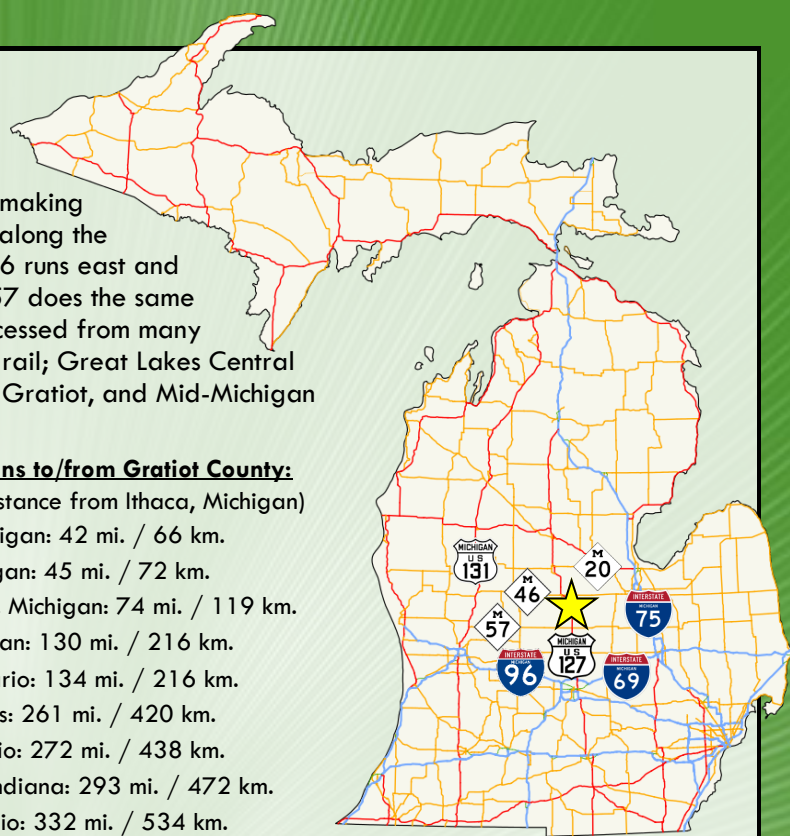 making
along the
6 runs east and
57 does the same
cessed from many
rail; Great Lakes Central
Gratiot, and Mid-Michigan
ns to/from Gratiot County:
stance from Ithaca, Michigan)
igan: 42 mi. / 66 km.
gan: 45 mi. / 72 km.
, Michigan: 74 mi. / 119 km.
an: 130 mi. / 216 km.
ario: 134 mi. / 216 km.
s: 261 mi. / 420 km.
io: 272 mi. / 438 km.
ndiana: 293 mi. / 472 km.
io: 332 mi. / 534 km.
MICHIGAN
US
131
M
20
M
46
M
57
INTERSTATE
MICHIGAN
75
MICHIGAN
US
127
INTERSTATE
MICHIGAN
96
INTERSTATE
MICHIGAN
69